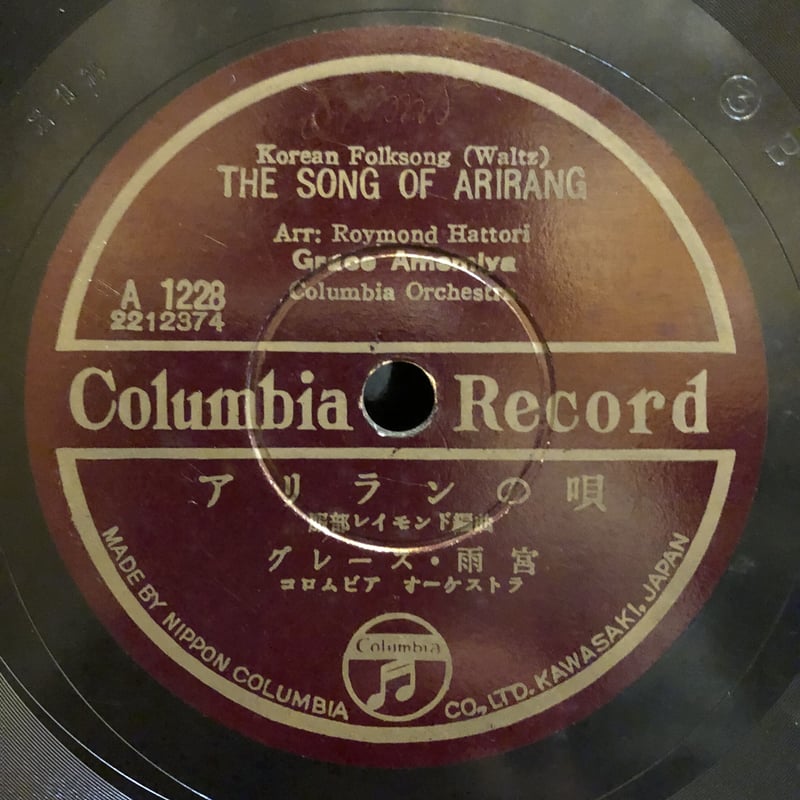 Korean Folksong (Waltz)
THE SONG OF ARIRANG
Arr: Roymond Hattori
Grace Amemiya
Columbia Orchestra
A 1228
2212374
Columbia Record
アリランの唄
服部レイモンド編曲
グレース・雨宮
コロムビア オーケストラ
MADE BY NIPPON COLUMBIA CO., LTD. KAWASAKI, JAPAN
Columbia
B